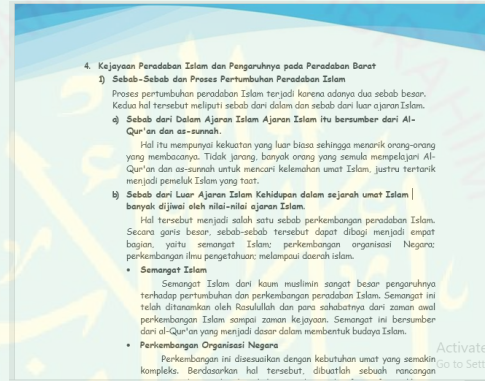 4. Kejayaan Peradaban Islam dan Pengaruhnya pada Peradaban Barat
1) Sebab-Sebab dan Proses Pertumbuhan Peradaban Islam
Proses pertumbuhan peradaban Islam terjadi karena adanya dua sebab besar.
Kedua hal tersebut meliputi sebab dari dalam dan sebab dari luar ajaran Islam.
a) Sebab dari Dalam Ajaran Islam Ajaran Islam itu bersumber dari Al-
Qur'an dan as-sunnah.
Hal itu mempunyai kekuatan yang luar biasa sehingga menarik orang-orang
yang membacanya. Tidak jarang, banyak orang yang semula mempelajari Al-
Qur'an dan as-sunnah untuk mencari kelemahan umat Islam, justru tertarik
menjadi pemeluk Islam yang taat.
b) Sebab dari Luar Ajaran Islam Kehidupan dalam sejarah umat Islam
banyak dijiwai oleh nilai-nilai ajaran Islam.
Hal tersebut menjadi salah satu sebab perkembangan peradaban Islam.
Secara garis besar, sebab-sebab tersebut dapat dibagi menjadi empat
bagian, yaitu semangat Islam; perkembangan organisasi Negara;
perkembangan ilmu pengetahuan; melampaui daerah islam.
• Semangat Islam
Semangat Islam dari kaum muslimin sangat besar pengaruhnya
terhadap pertumbuhan dan perkembangan peradaban Islam. Semangat ini
telah ditanamkan oleh Rasulullah dan para sahabatnya dari zaman awal
perkembangan Islam sampai zaman kejayaan. Semangat ini bersumber
dari al-Qur'an yang menjadi dasar dalam membentuk budaya Islam.
• Perkembangan Organisasi Negara
Perkembangan ini disesuaikan dengan kebutuhan umat yang semakin
kompleks. Berdasarkan hal tersebut, dibuatlah sebuah rancangan
Activate
Go to Sett